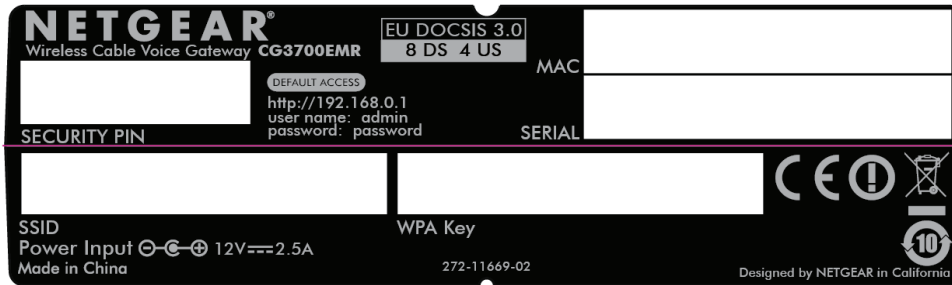 NETGEAR®
Wireless Cable Voice Gateway CG3700EMR
EU DOCSIS 3.0
8 DS 4 US
MAC
DEFAULT ACCESS
http://192.168.0.1
user name: admin
password: password
SECURITY PIN
SERIAL
SSID
WPA Key
Power Input 12V 2.5A
Made in China
272-11669-02
CE
10
Designed by NETGEAR in California